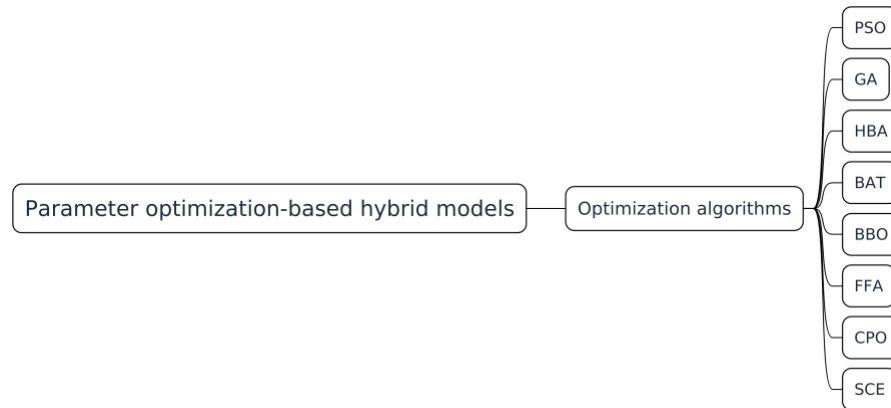 Parameter optimization-based hybrid models
Optimization algorithms
PSO
GA
HBA
BAT
BBO
FFA
CPO
SCE